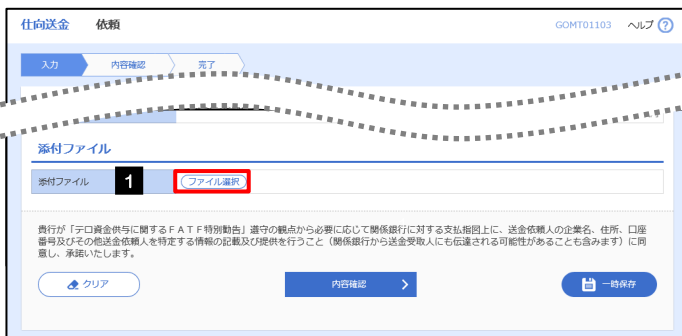 仕向送金 依頼 GOMT01103 ヘルプ ?
入力 内容確認 完了
添付ファイル
添付ファイル 1 ファイル選択
貴行が「テロ資金供与に関するＦＡＴＦ特別勧告」遵守の観点から必要に応じて関係銀行に対する支払指図上に、送金依頼人の企業名、住所、口座
番号及びその他送金依頼人を特定する情報の記載及び提供を行うこと（関係銀行から送金受取人にも伝達される可能性があることも含みます）に同
意し、承諾いたします。
クリア 内容確認 一時保存